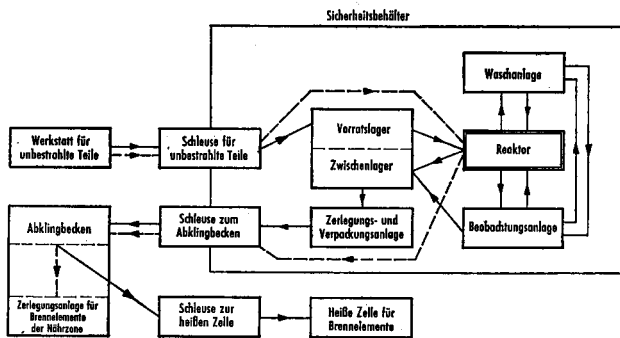 Sicherheitsbehälter
Waschanlage
Werkstatt für
unbestrahlte Teile
Schleuse für
unbestrahlte Teile
Vorratslager
Zwischenlager
Reaktor
Abklingbecken
Schleuse zum
Abklingbecken
Zerlegungs- und
Verpackungsanlage
Beobachtungsanlage
Zerlegungsanlage für
Brennelemente
der Nährzone
Schleuse zur
heißen Zelle
Heiße Zelle für
Brennelemente